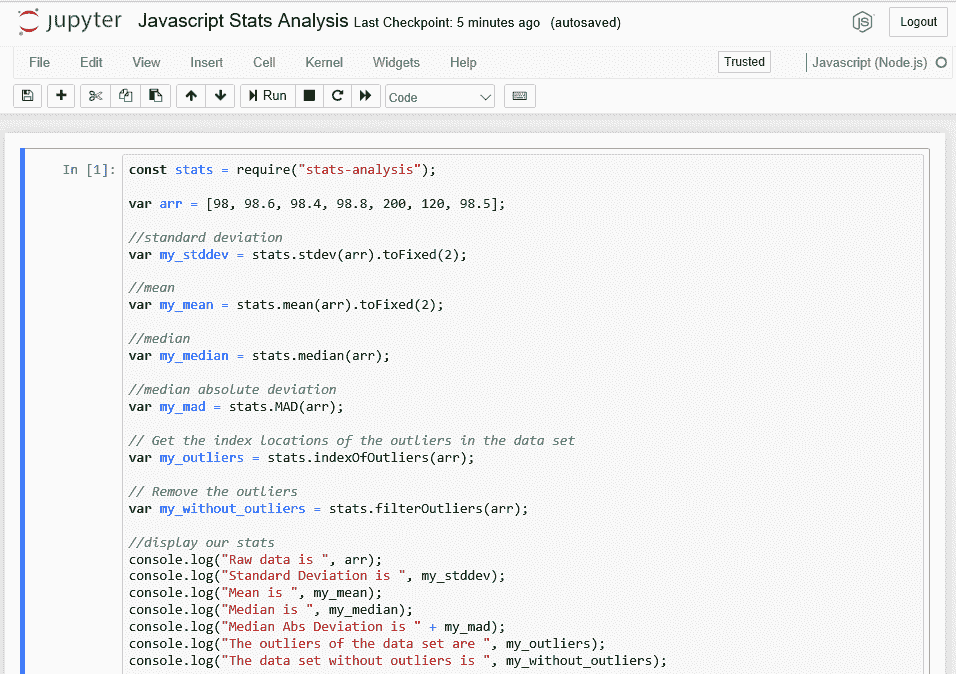 jupyter Javascript Stats Analysis Last Checkpoint: 5 minutes ago (autosaved) JS Logout
File Edit View Insert Cell Kernel Widgets Help Trusted Javascript (Node.js)
Run Code
In [1]: const stats = require("stats-analysis");
var arr = [98, 98.6, 98.4, 98.8, 200, 120, 98.5];
//standard deviation
var my_stddev = stats.stdev(arr).toFixed(2);
//mean
var my_mean = stats.mean(arr).toFixed(2);
//median
var my_median = stats.median(arr);
//median absolute deviation
var my_mad = stats.MAD(arr);
// Get the index locations of the outliers in the data set
var my_outliers = stats.indexOfOutliers(arr);
// Remove the outliers
var my_without_outliers = stats.filterOutliers(arr);
//display our stats
console.log("Raw data is ", arr);
console.log("Standard Deviation is ", my_stddev);
console.log("Mean is ", my_mean);
console.log("Median is ", my_median);
console.log("Median Abs Deviation is " + my_mad);
console.log("The outliers of the data set are ", my_outliers);
console.log("The data set without outliers is ", my_without_outliers);